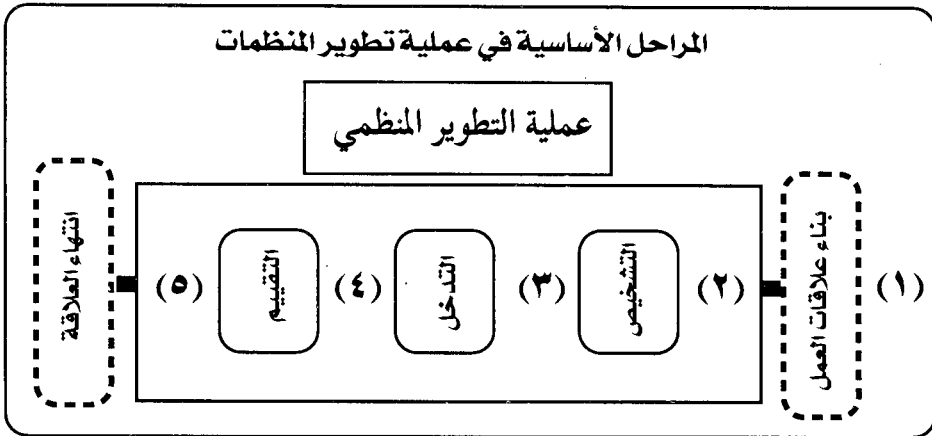 المراحل الأساسية في عملية تطوير المنظمات
عملية التطوير المنظمي
(١)
بناء علاقات العمل
(٢)
التشخيص
(٣)
التدخل
(٤)
التقييم
(٥)
انتهاء العلاقة